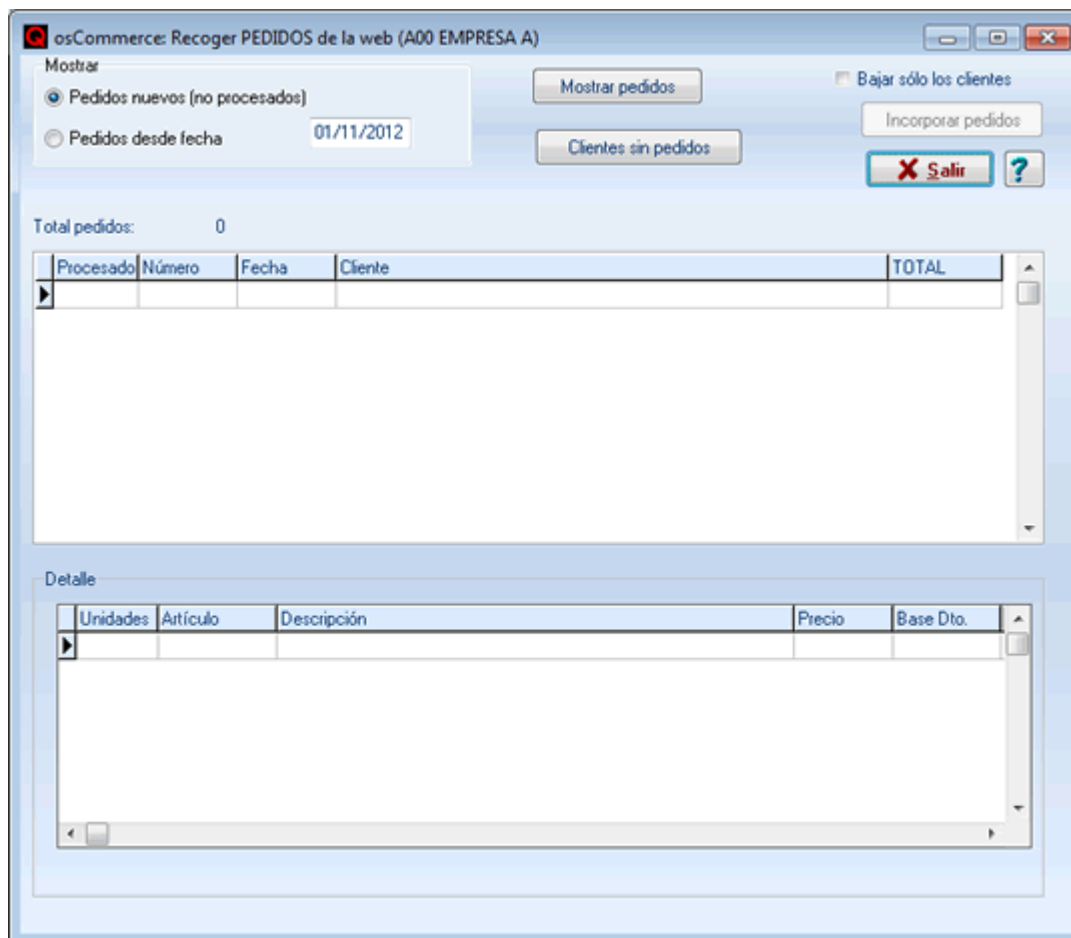 osCommerce: Recoger PEDIDOS de la web (A00 EMPRESA A)
Mostrar
Pedidos nuevos (no procesados)
Pedidos desde fecha 01/11/2012
Mostrar pedidos
Clientes sin pedidos
Bajar sólo los clientes
Incorporar pedidos
Salir ?
Total pedidos: 0
Procesado Número Fecha Cliente TOTAL
Detalle
Unidades Artículo Descripción Precio Base Dto.